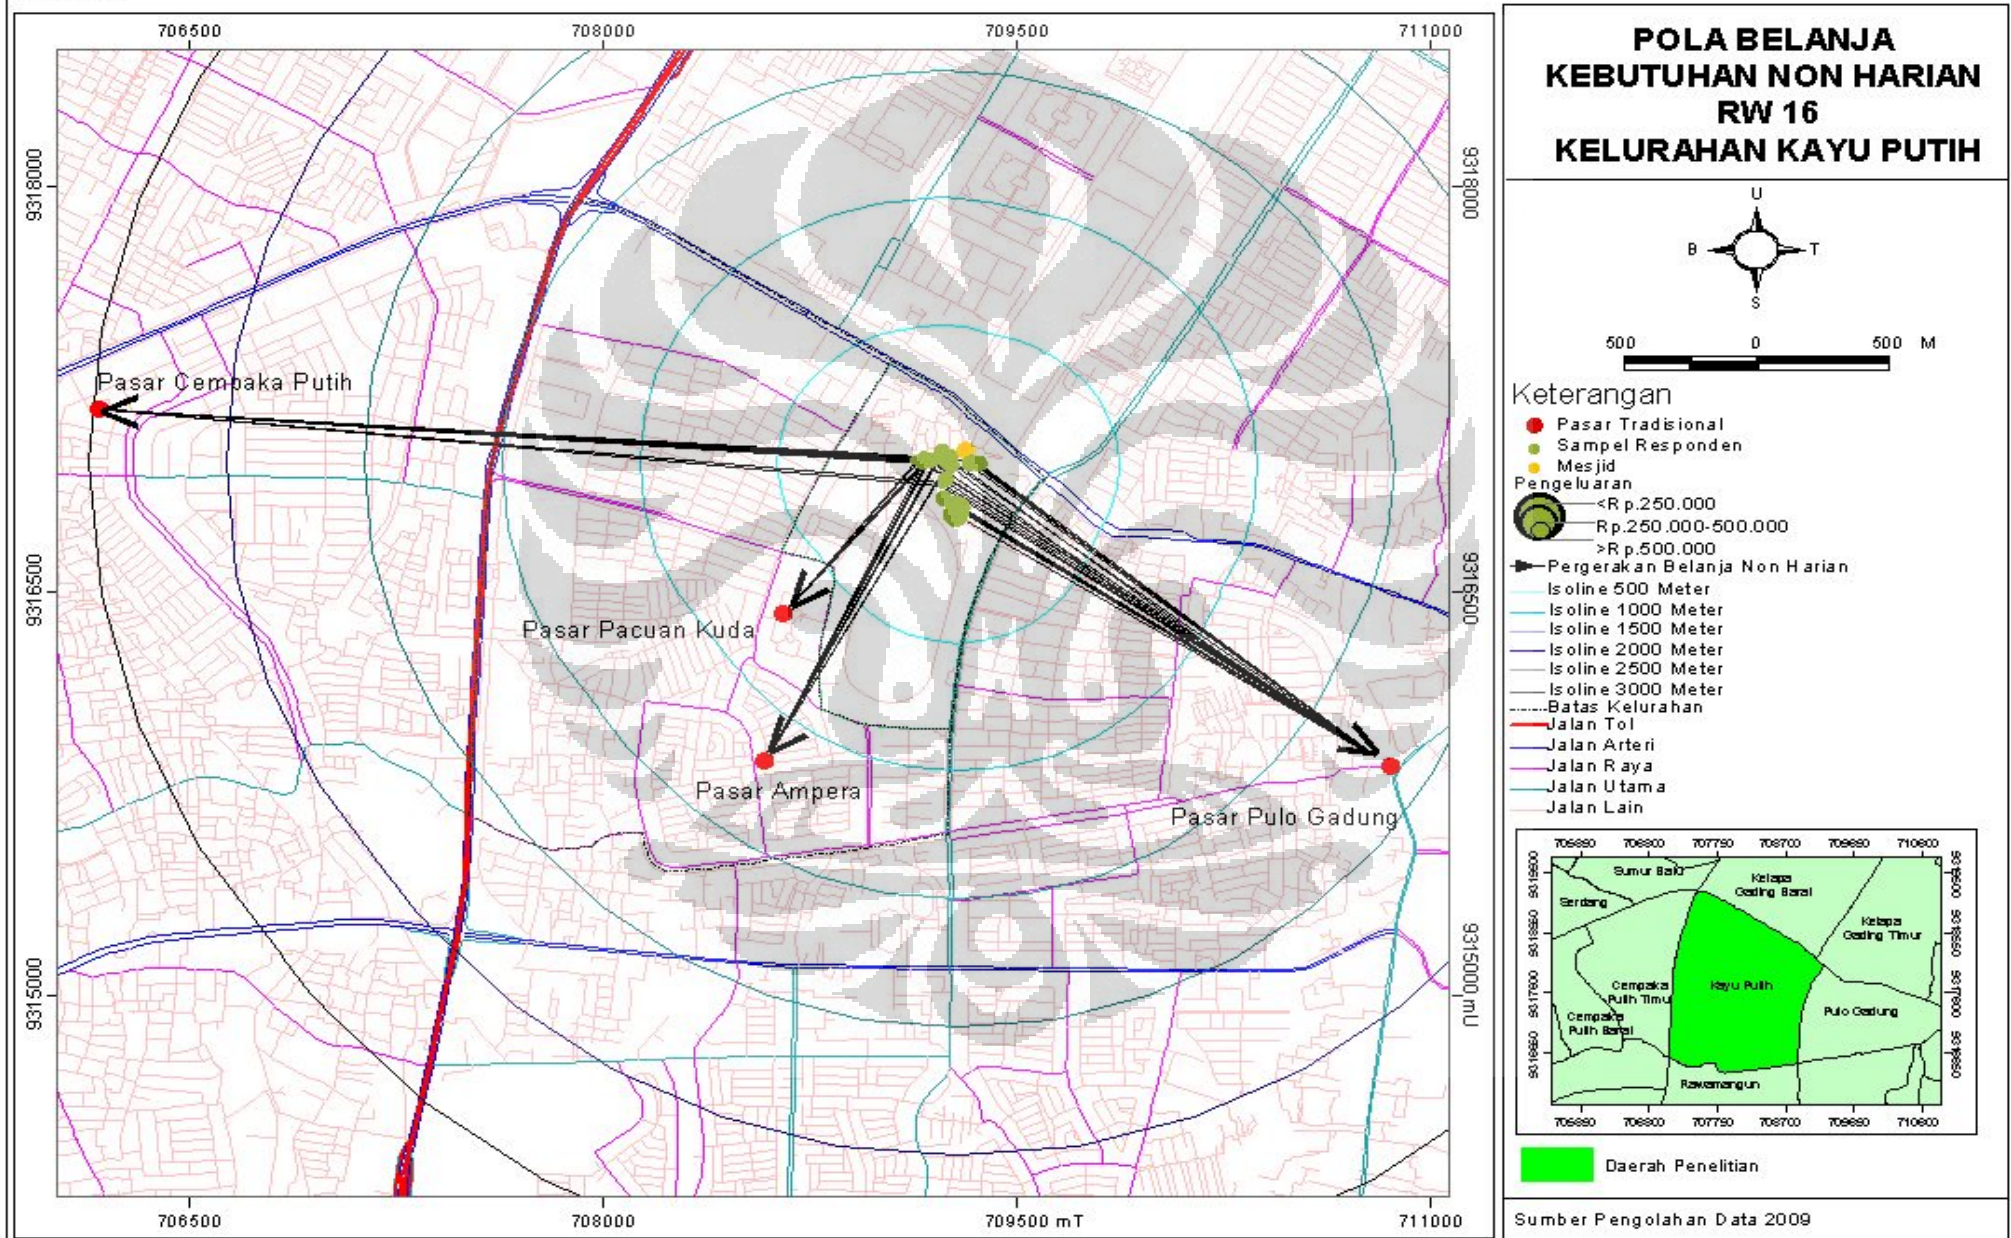 706500
708000
709500
711000
9318000
9316500
9315000
9318000
9316500
9315000 mU
Pasar Cempaka Putih
Pasar Pacuan Kuda
Pasar Ampera
Pasar Pulo Gadung
706500
708000
709500 mT
711000
POLA BELANJA
KEBUTUHAN NON HARIAN
RW 16
KELURAHAN KAYU PUTIH
U
B
T
S
500 0 500 M
Keterangan
Pasar Tradisional
Sampel Responden
Mesjid
Pengeluaran
<Rp.250.000
Rp.250.000-500.000
>Rp.500.000
Pergerakan Belanja Non Harian
Isoline 500 Meter
Isoline 1000 Meter
Isoline 1500 Meter
Isoline 2000 Meter
Isoline 2500 Meter
Isoline 3000 Meter
Batas Kelurahan
Jalan Tol
Jalan Arteri
Jalan Raya
Jalan Utama
Jalan Lain
Serdang
Kelapa
Gading Barat
Kelapa
Gading Timur
Cempaka
Putih Timur
Kayu Putih
Cempaka
Putih Barat
Pulo Gadung
Rawamangun
Daerah Penelitian
Sumber Pengolahan Data 2009